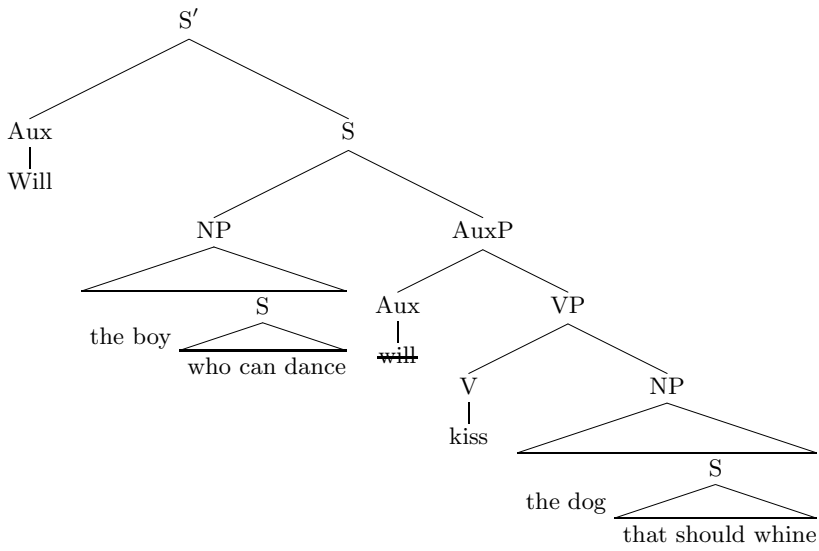 S′
Aux S
Will
NP AuxP
Aux VP
S
the boy
will
who can dance
V NP
kiss
S
the dog
that should whine